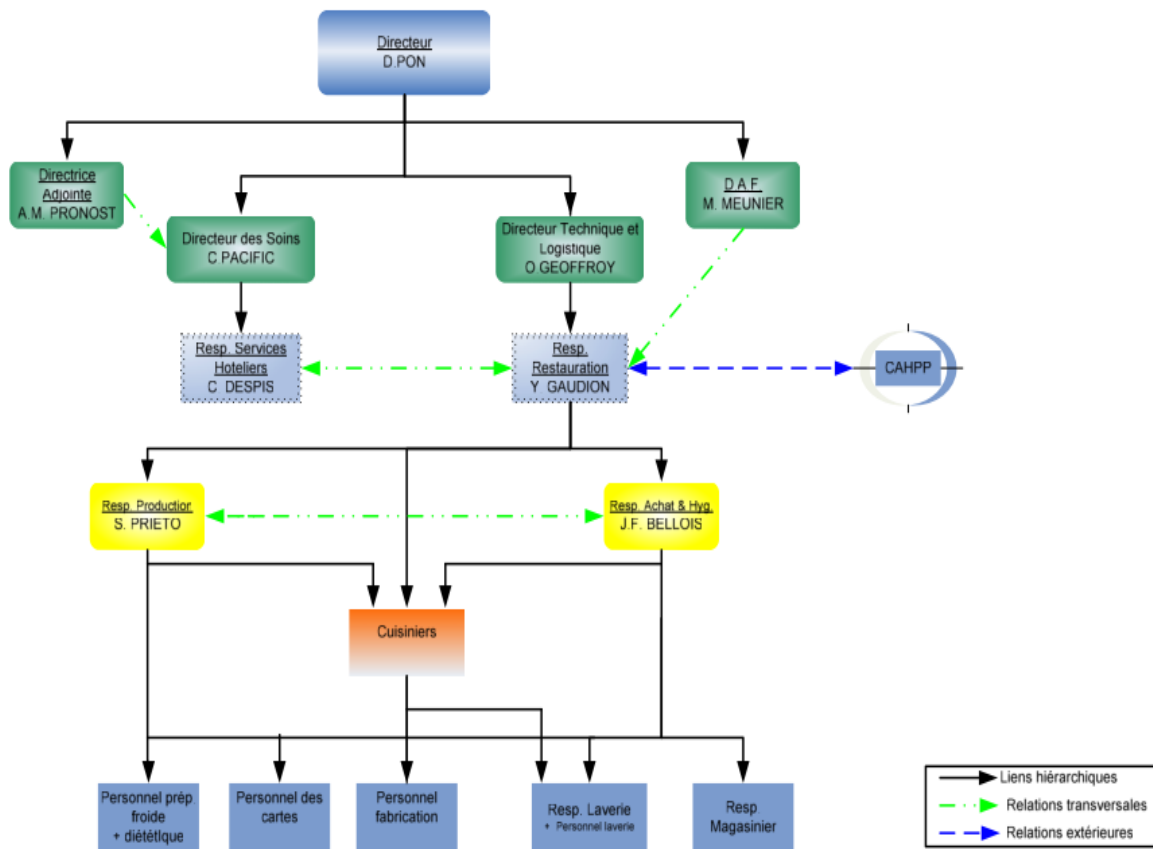 Directeur
D.PON
Directrice
Adjointe
A.M. PRONOST
D.A.F.
M. MEUNIER
Directeur des Soins
C PACIFIC
Directeur Technique et
Logistique
O GEOFFROY
Resp. Services
Hoteliers
C DESPIS
Resp.
Restauration
Y GAUDION
CAHPP
Resp. Production
S. PRIETO
Resp. Achat & Hyg.
J.F. BELLOIS
Cuisiniers
Personnel prép.
froide
+ diététique
Personnel des
cartes
Personnel
fabrication
Resp. Laverie
+ Personnel laverie
Resp.
Magasinier
Liens hiérarchiques
Relations transversales
Relations extérieures